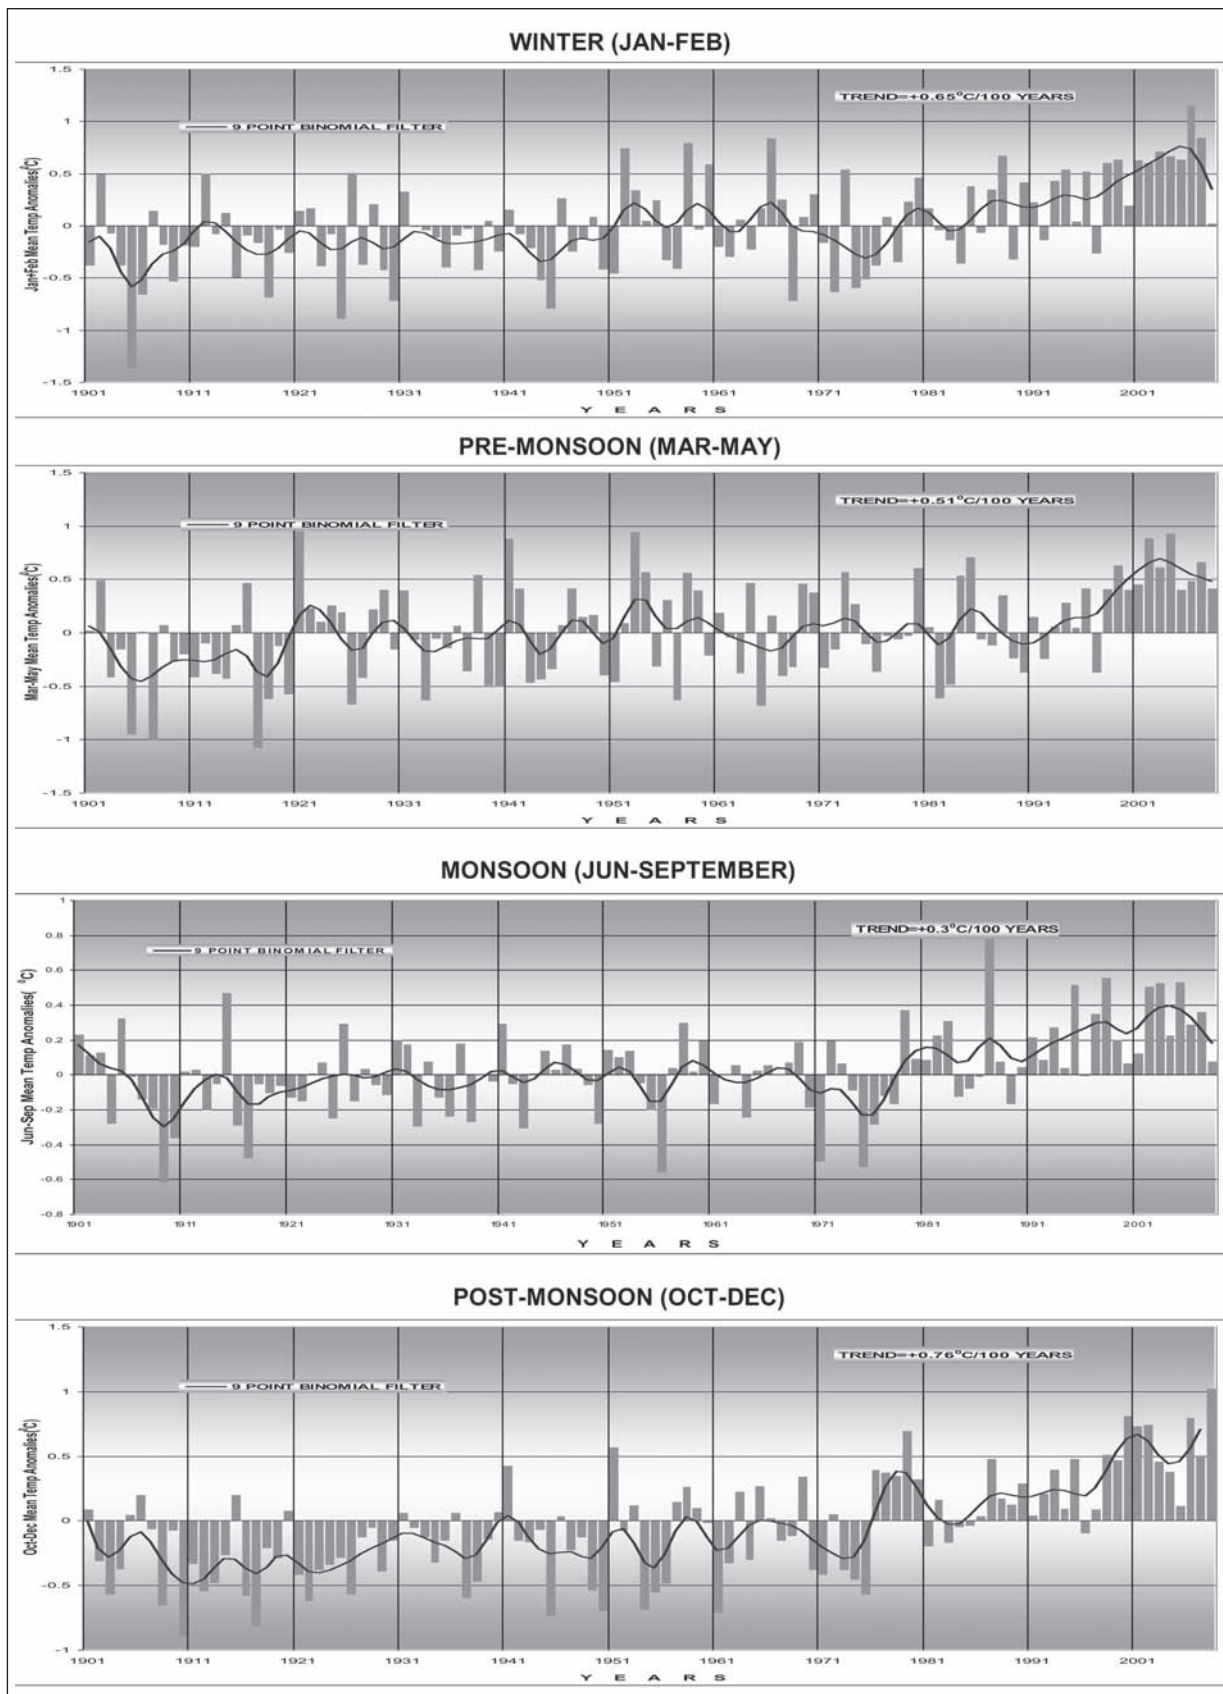 WINTER (JAN-FEB)
1.5
TREND=+0.65°C/100 YEARS
1
9 POINT BINOMIAL FILTER
0.5
0
-0.5
-1
-1.5
Jan+Feb Mean Temp Anomalies(°C)
1901 1911 1921 1931 1941 1951 1961 1971 1981 1991 2001
Y E A R S
PRE-MONSOON (MAR-MAY)
1.5
TREND=+0.51°C/100 YEARS
1
9 POINT BINOMIAL FILTER
0.5
0
-0.5
-1
-1.5
Mar-May Mean Temp Anomalies(°C)
1901 1911 1921 1931 1941 1951 1961 1971 1981 1991 2001
Y E A R S
MONSOON (JUN-SEPTEMBER)
1
0.8
TREND=+0.3°C/100 YEARS
9 POINT BINOMIAL FILTER
0.6
0.4
0.2
0
-0.2
-0.4
-0.6
-0.8
Jun-Sep Mean Temp Anomalies( °C)
1901 1911 1921 1931 1941 1951 1961 1971 1981 1991 2001
Y E A R S
POST-MONSOON (OCT-DEC)
1.5
TREND=+0.76°C/100 YEARS
1
9 POINT BINOMIAL FILTER
0.5
0
-0.5
-1
Oct-Dec Mean Temp Anomalies(°C)
1901 1911 1921 1931 1941 1951 1961 1971 1981 1991 2001
Y E A R S